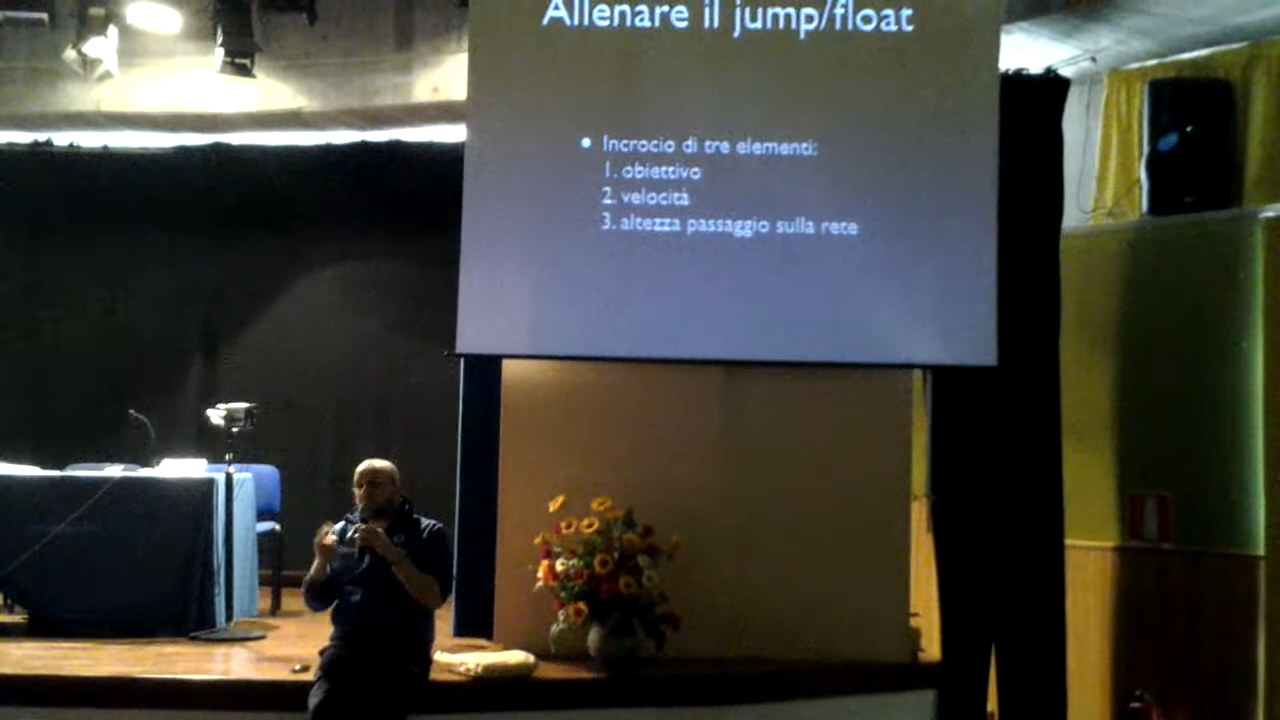 Allenare il jump/float
• Incrocio di tre elementi:
1. obiettivo
2. velocità
3. altezza passaggio sulla rete